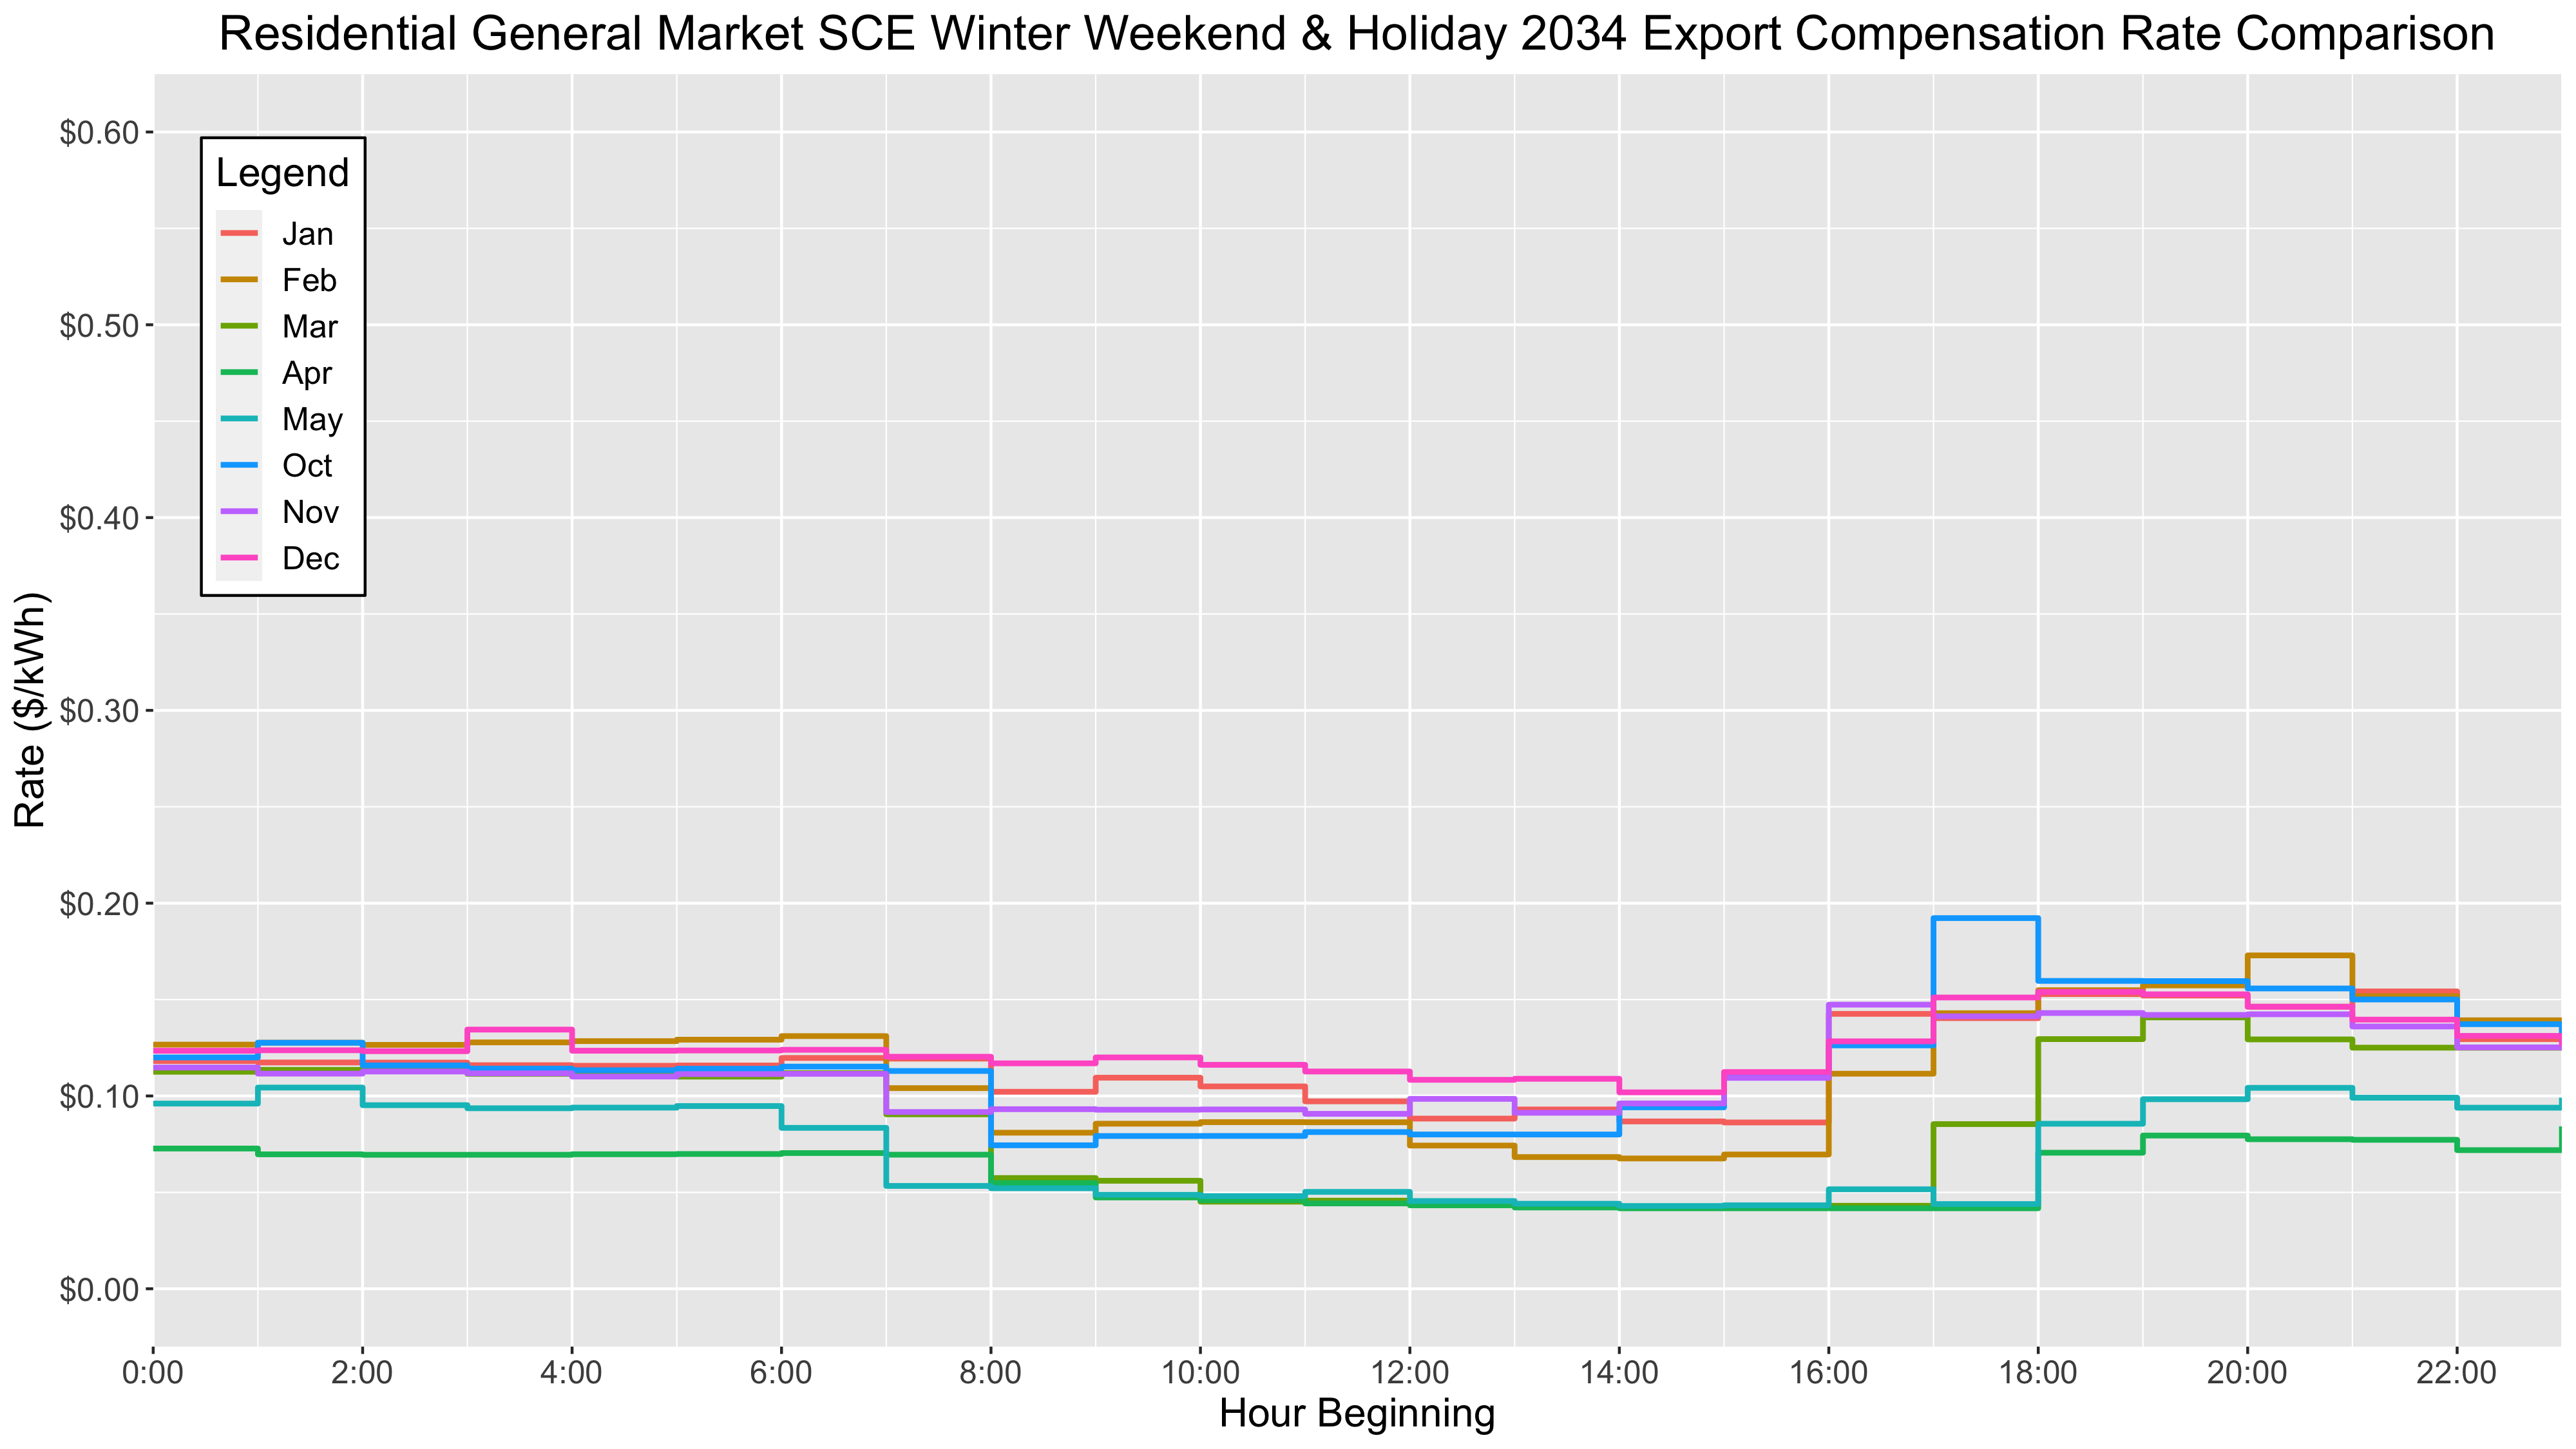 Residential General Market SCE Winter Weekend & Holiday 2034 Export Compensation Rate Comparison
Legend
Jan
Feb
Mar
Apr
May
Oct
Nov
Dec
Rate ($/kWh)
$0.60
$0.50
$0.40
$0.30
$0.20
$0.10
$0.00
0:00 2:00 4:00 6:00 8:00 10:00 12:00 14:00 16:00 18:00 20:00 22:00
Hour Beginning